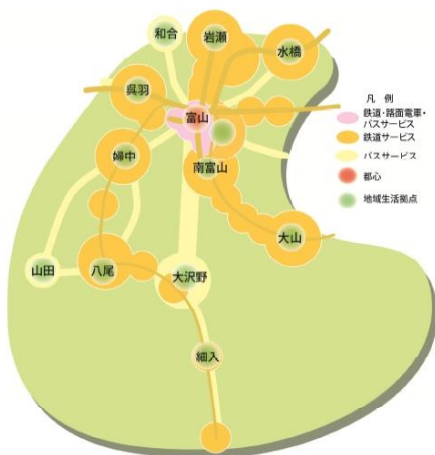 和合
岩瀬
水橋
呉羽
富山
婦中
南富山
大山
山田
八尾
大沢野
細入
凡 例
鉄道・路面電車・
バスサービス
鉄道サービス
バスサービス
都心
地域生活拠点